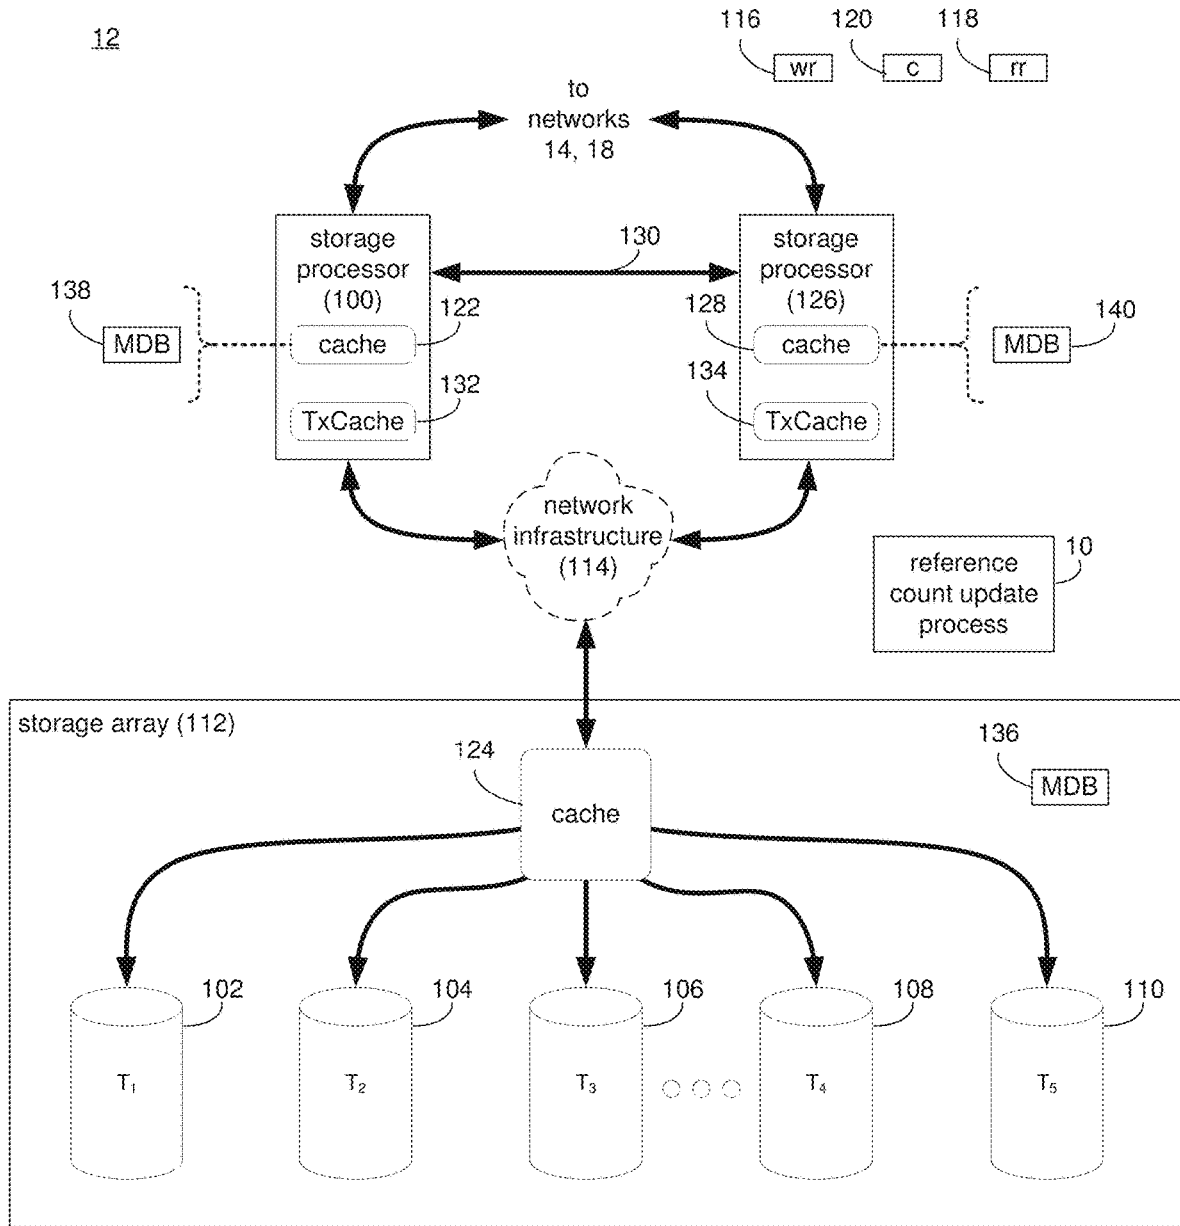 12
116
120
118
wr
c
rr
to
networks
14, 18
storage
processor
(100)
130
storage
processor
(126)
138
MDB
122
cache
128
cache
140
MDB
132
TxCache
134
TxCache
network
infrastructure
(114)
10
reference
count update
process
storage array (112)
124
cache
136
MDB
102
104
106
108
110
T1
T2
T3
T4
T5